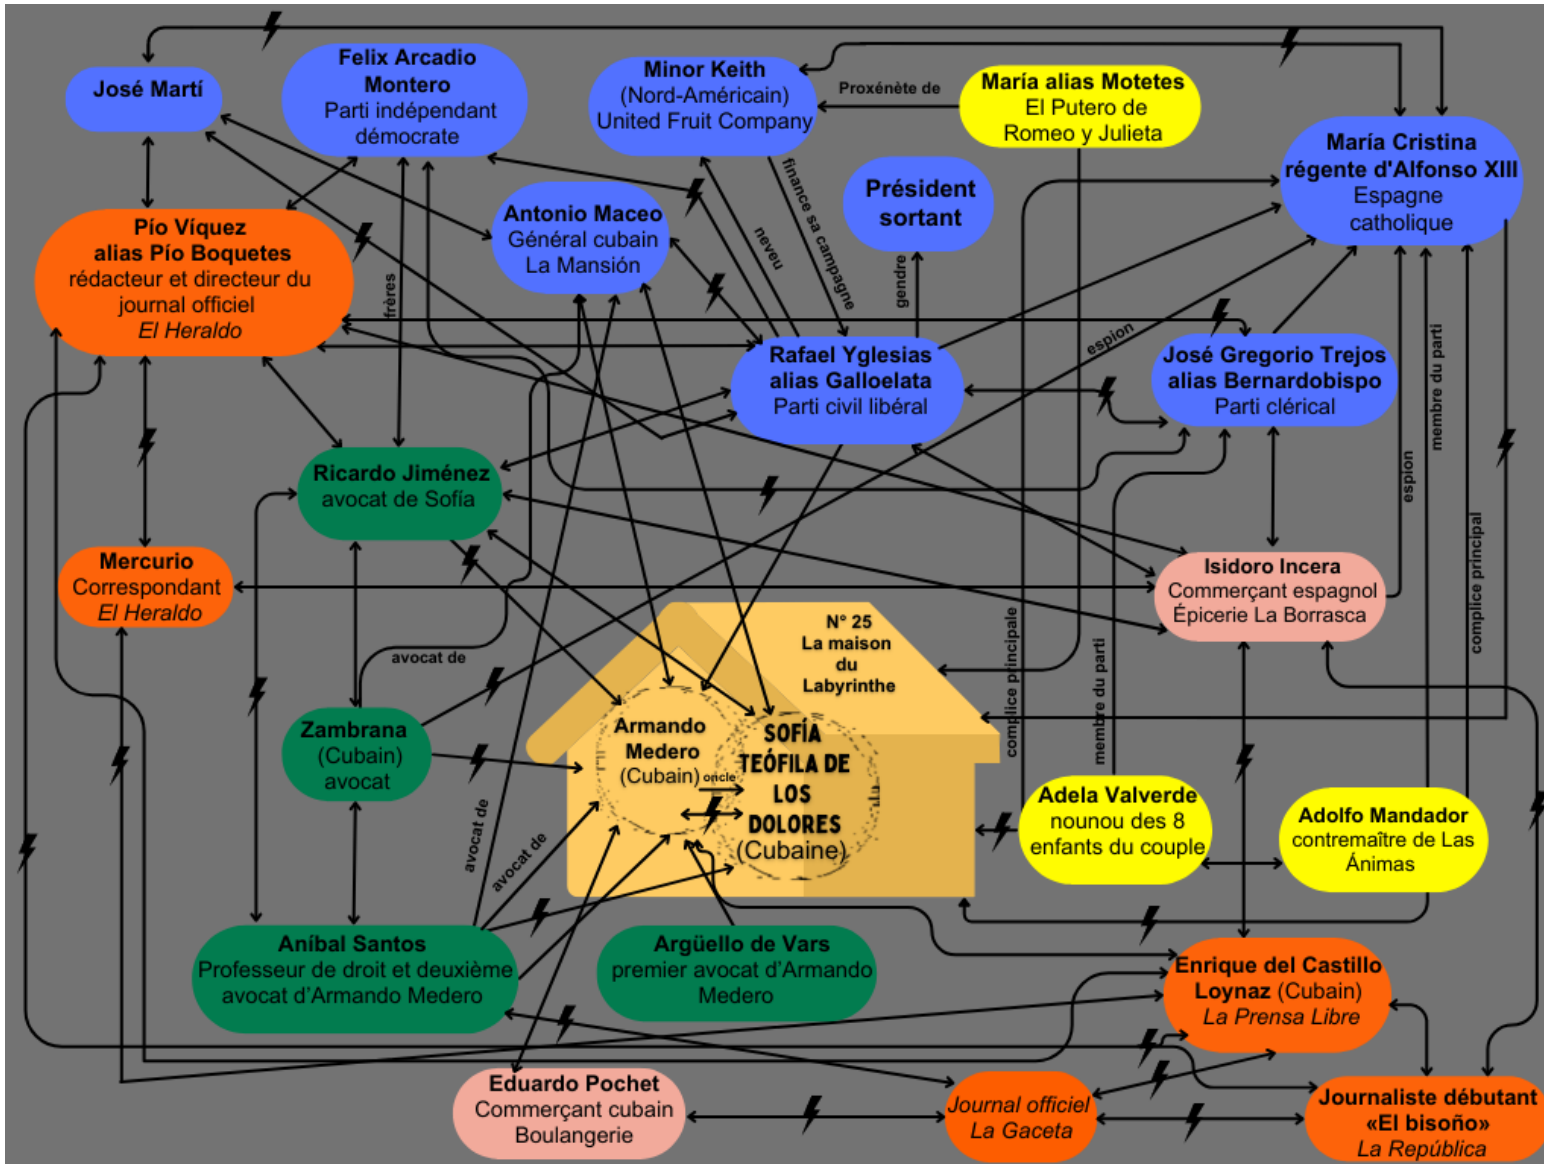 José Martí
Felix Arcadio
Montero
Parti indépendant
démocrate
Minor Keith
(Nord-Américain)
United Fruit Company
Proxénète de
María alias Motetes
El Putero de
Romeo y Julieta
María Cristina
régente d'Alfonso XIII
Espagne
catholique
Président
sortant
Antonio Maceo
Général cubain
La Mansión
Pío Víquez
alias Pío Boquetes
rédacteur et directeur du
journal officiel
El Heraldo
frères
neveu
finance sa campagne
gendre
espion
Rafael Yglesias
alias Galloelata
Parti civil libéral
José Gregorio Trejos
alias Bernardobispo
Parti clérical
membre du parti
espion
complice principal
Ricardo Jiménez
avocat de Sofía
Mercurio
Correspondant
El Heraldo
Isidoro Incera
Commerçant espagnol
Épicerie La Borrasca
N° 25
La maison
du
Labyrinthe
avocat de
complice principale
membre du parti
Zambrana
(Cubain)
avocat
Armando
Medero
(Cubain)
oncle
SOFÍA
TEÓFILA DE
LOS
DOLORES
(Cubaine)
Adela Valverde
nounou des 8
enfants du couple
Adolfo Mandador
contremaître de Las
Ánimas
avocat de
avocat de
Aníbal Santos
Professeur de droit et deuxième
avocat d'Armando Medero
Argüello de Vars
premier avocat d'Armando
Medero
Enrique del Castillo
Loynaz (Cubain)
La Prensa Libre
Eduardo Pochet
Commerçant cubain
Boulangerie
Journal officiel
La Gaceta
Journaliste débutant
«El bisoño»
La República